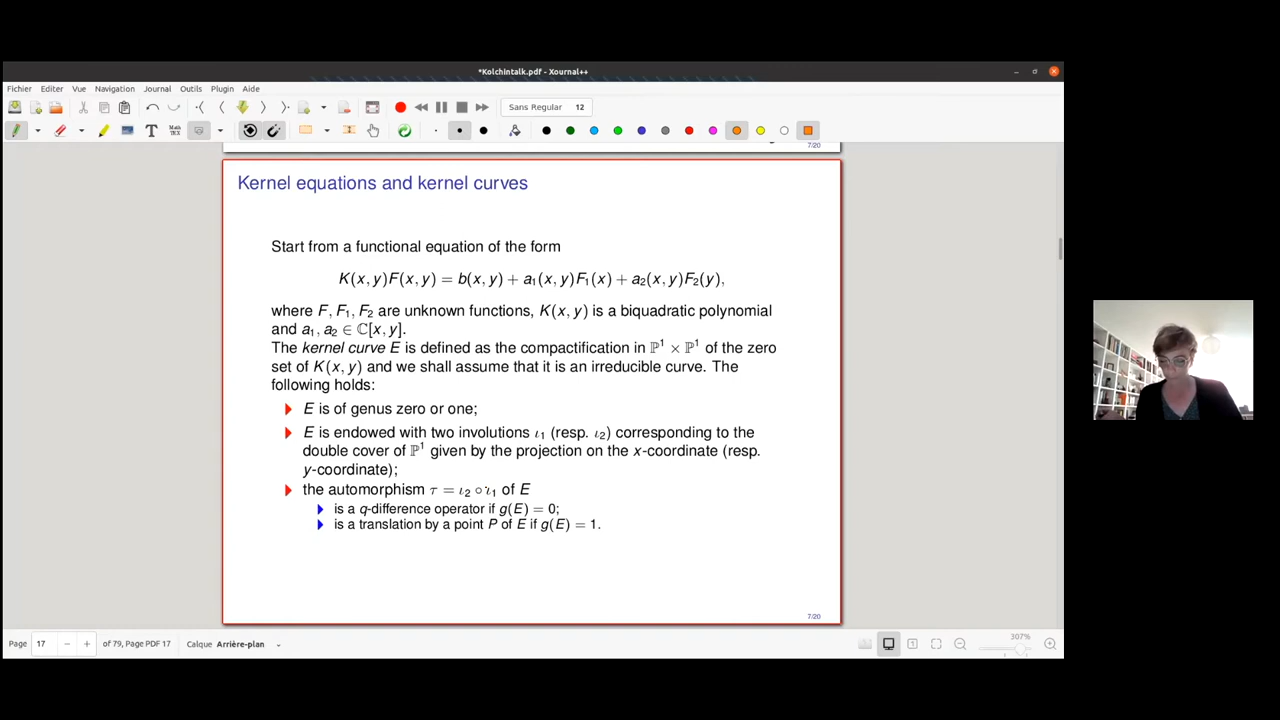 *Kolchintalk.pdf - Xournal++
Fichier Editer Vue Navigation Journal Outils Plugin Aide
Sans Regular 12
7/20
Kernel equations and kernel curves
Start from a functional equation of the form
K(x, y)F(x, y) = b(x, y) + a₁(x, y)F₁(x) + a₂(x, y)F₂(y),
where F, F₁, F₂ are unknown functions, K(x, y) is a biquadratic polynomial
and a₁, a₂ ∈ ℂ[x, y].
The kernel curve E is defined as the compactification in ℙ¹ × ℙ¹ of the zero
set of K(x, y) and we shall assume that it is an irreducible curve. The
following holds:
E is of genus zero or one;
E is endowed with two involutions ι₁ (resp. ι₂) corresponding to the
double cover of ℙ¹ given by the projection on the x-coordinate (resp.
y-coordinate);
the automorphism τ = ι₂ ∘ ι₁ of E
is a q-difference operator if g(E) = 0;
is a translation by a point P of E if g(E) = 1.
7/20
Page 17 − + of 79, Page PDF 17 Calque Arrière-plan 307%